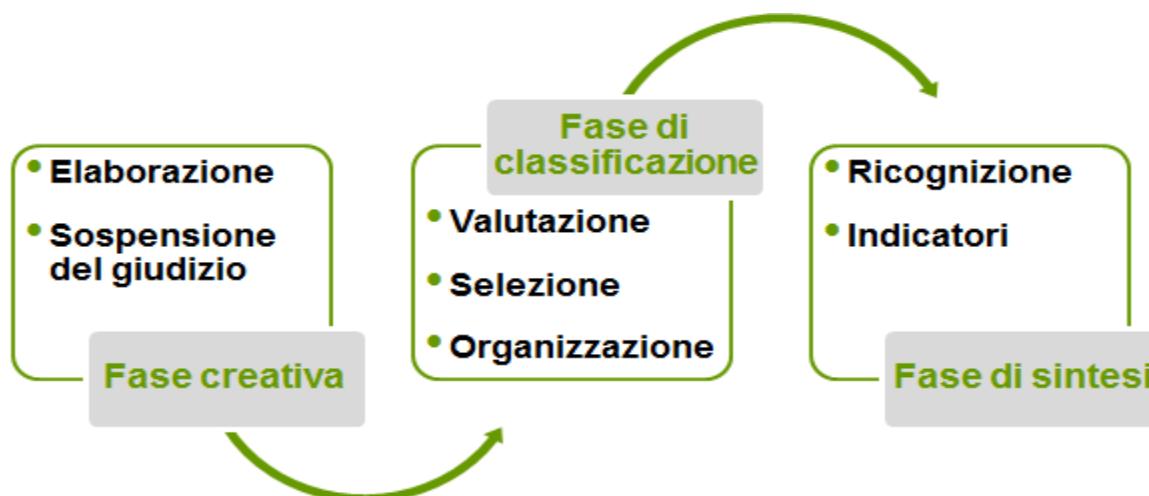 Elaborazione
Sospensione
del giudizio
Fase creativa
Fase di
classificazione
Valutazione
Selezione
Organizzazione
Ricognizione
Indicatori
Fase di sintesi